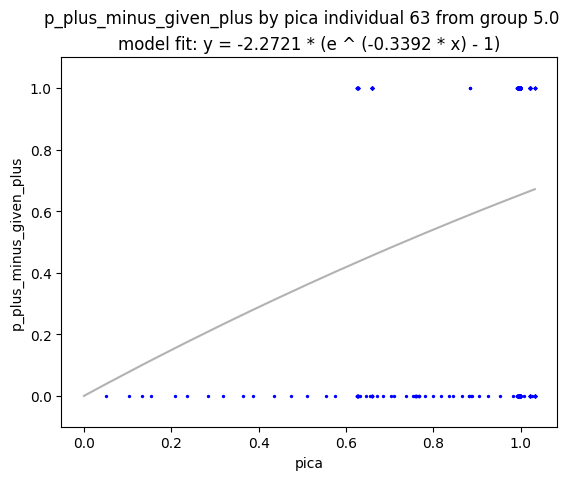 p_plus_minus_given_plus by pica individual 63 from group 5.0
model fit: y = -2.2721 * (e ^ (-0.3392 * x) - 1)
1.0
0.8
0.6
0.4
0.2
0.0
p_plus_minus_given_plus
0.0 0.2 0.4 0.6 0.8 1.0
pica